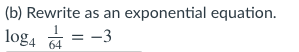 (b) Rewrite as an exponential equation.
log₄ 1/64 = −3